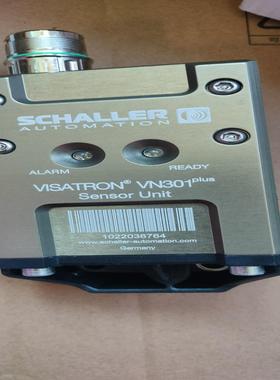 SCHALLER
AUTOMATION
ALARM
READY
VISATRON® VN301plus
Sensor Unit
1022036764
www.schaller-automation.com
Germany